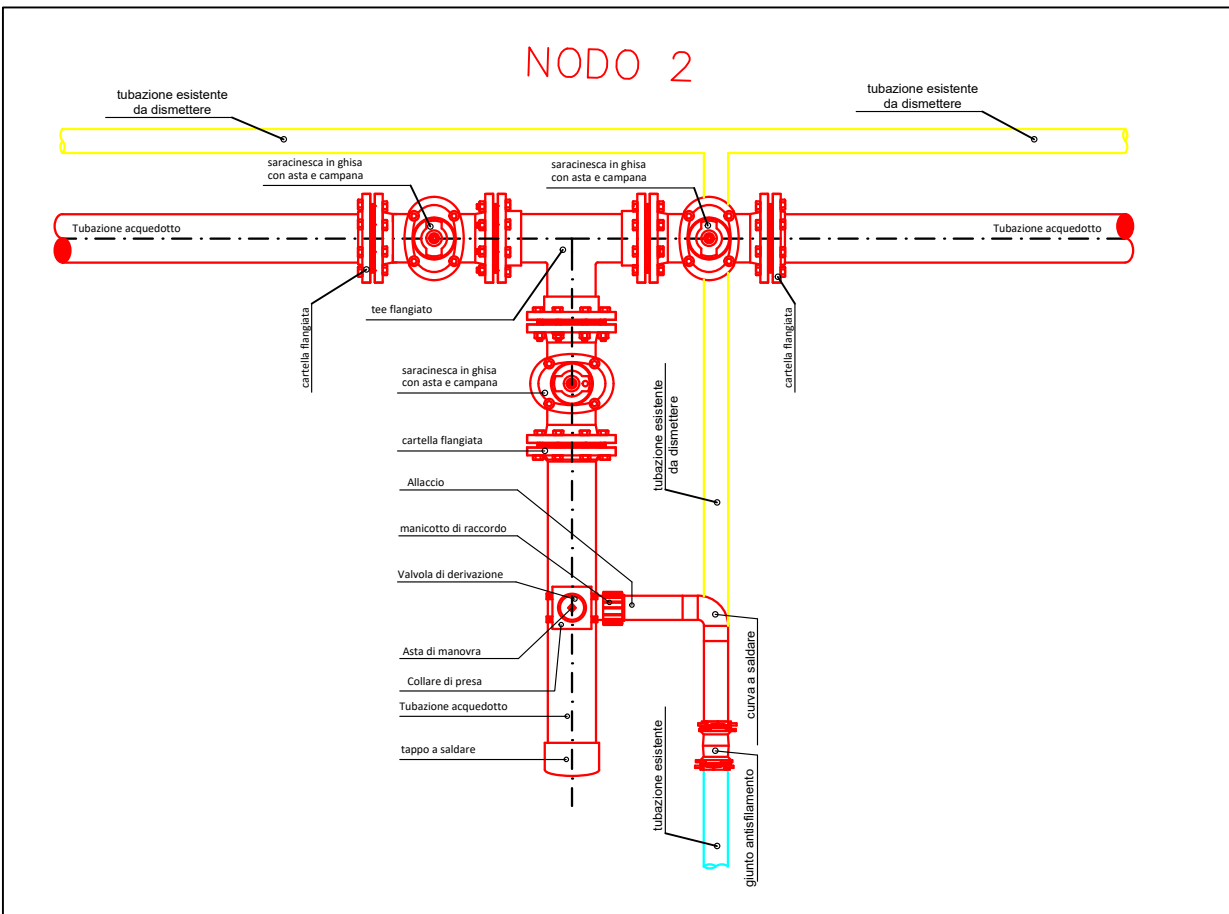 NODO 2
tubazione esistente
da dismettere
tubazione esistente
da dismettere
saracinesca in ghisa
con asta e campana
saracinesca in ghisa
con asta e campana
Tubazione acquedotto
Tubazione acquedotto
cartella flangiata
tee flangiato
cartella flangiata
saracinesca in ghisa
con asta e campana
cartella flangiata
tubazione esistente
da dismettere
Allaccio
manicotto di raccordo
Valvola di derivazione
Asta di manovra
Collare di presa
Tubazione acquedotto
tappo a saldare
curva a saldare
tubazione esistente
giunto antisfilamento